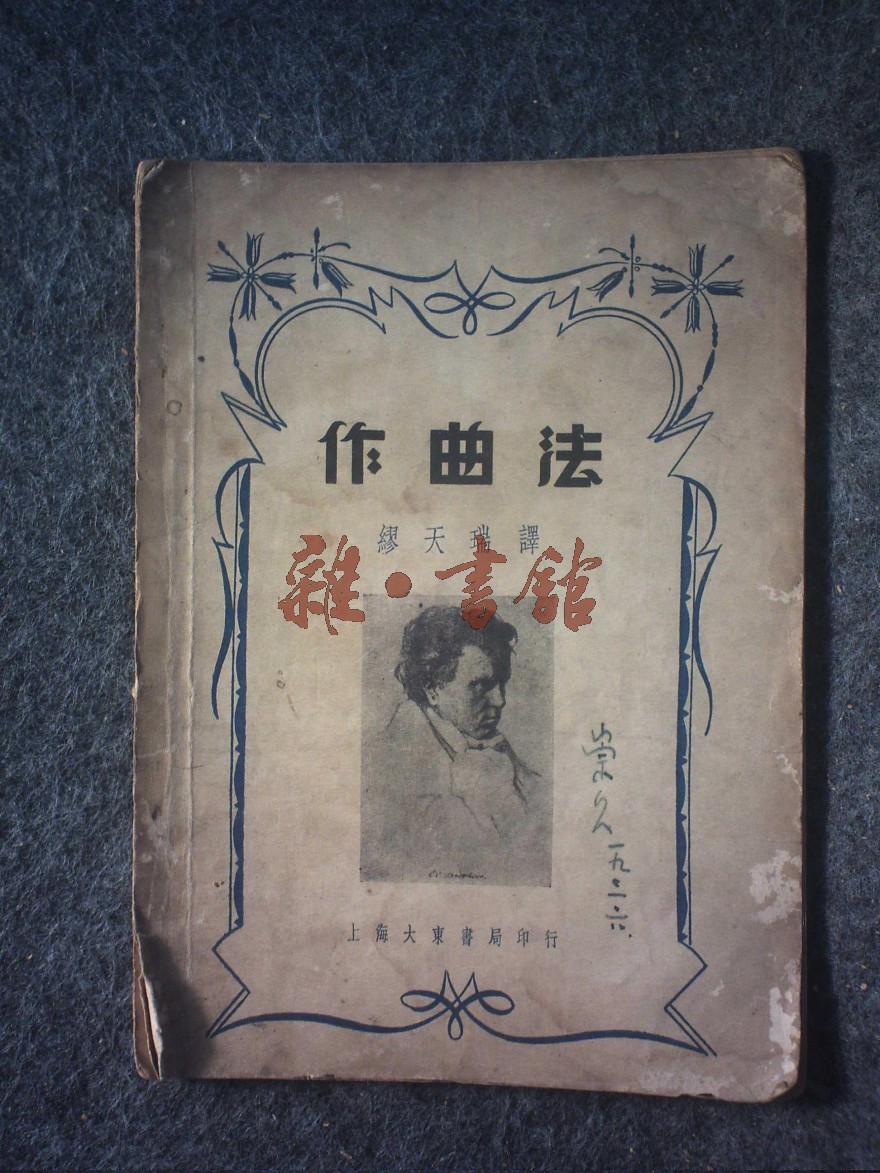 作曲法
繆天瑞譯
雜·書館
崇久 一九三六.
上海大東書局印行